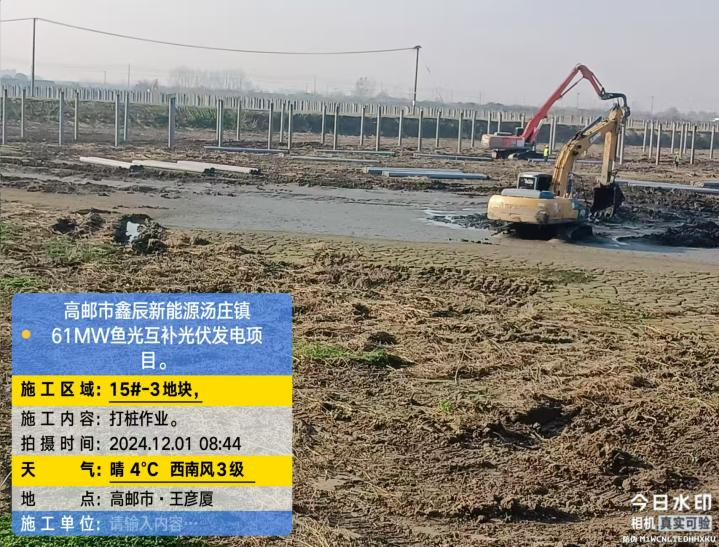 高邮市鑫辰新能源汤庄镇
61MW鱼光互补光伏发电项
目。
施工区域：15#-3地块，
施工内容：打桩作业。
拍摄时间：2024.12.01 08:44
天气：晴 4℃ 西南风3级
地点：高邮市·王彦厦
施工单位：请输入内容...
今日水印
相机 真实可验
防伪 M1WCNLTEDHHXKU